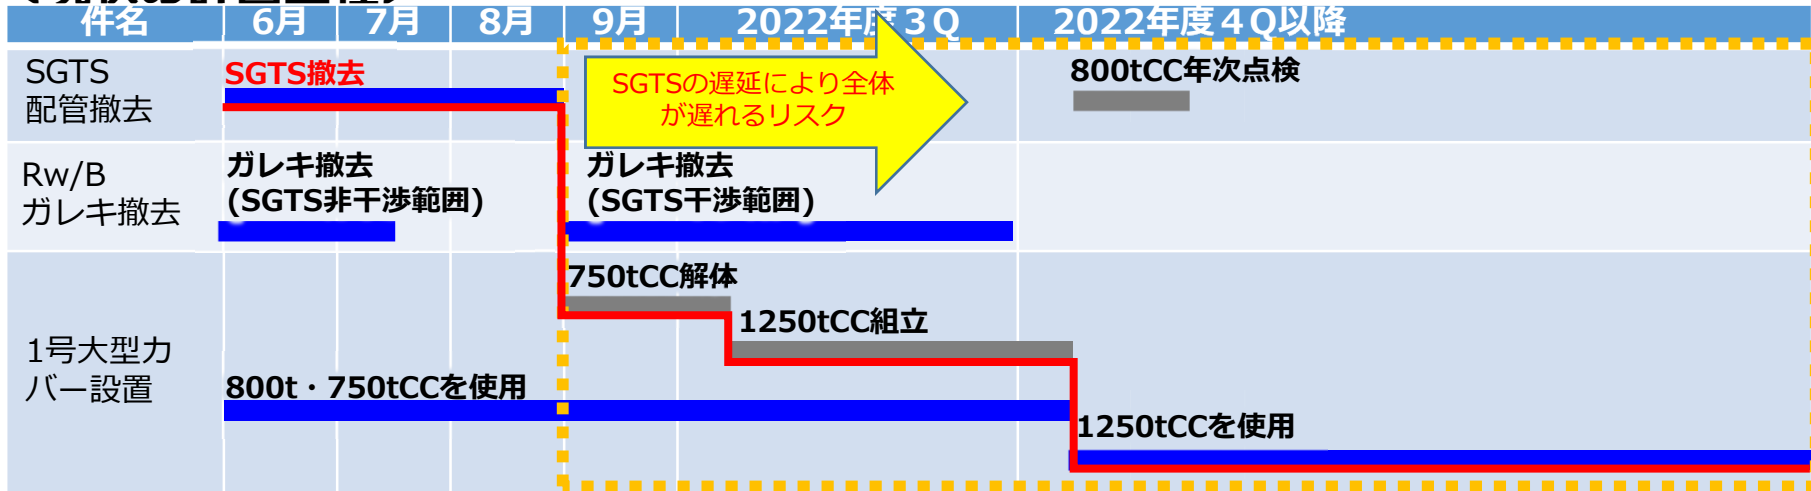 件名 6月 7月 8月 9月 2022年度3Q 2022年度4Q以降
SGTS
配管撤去
SGTS撤去
SGTSの遅延により全体
が遅れるリスク
800tCC年次点検
Rw/B
ガレキ撤去
ガレキ撤去
(SGTS非干渉範囲)
ガレキ撤去
(SGTS干渉範囲)
1号大型カ
バー設置
750tCC解体
1250tCC組立
800t・750tCCを使用
1250tCCを使用